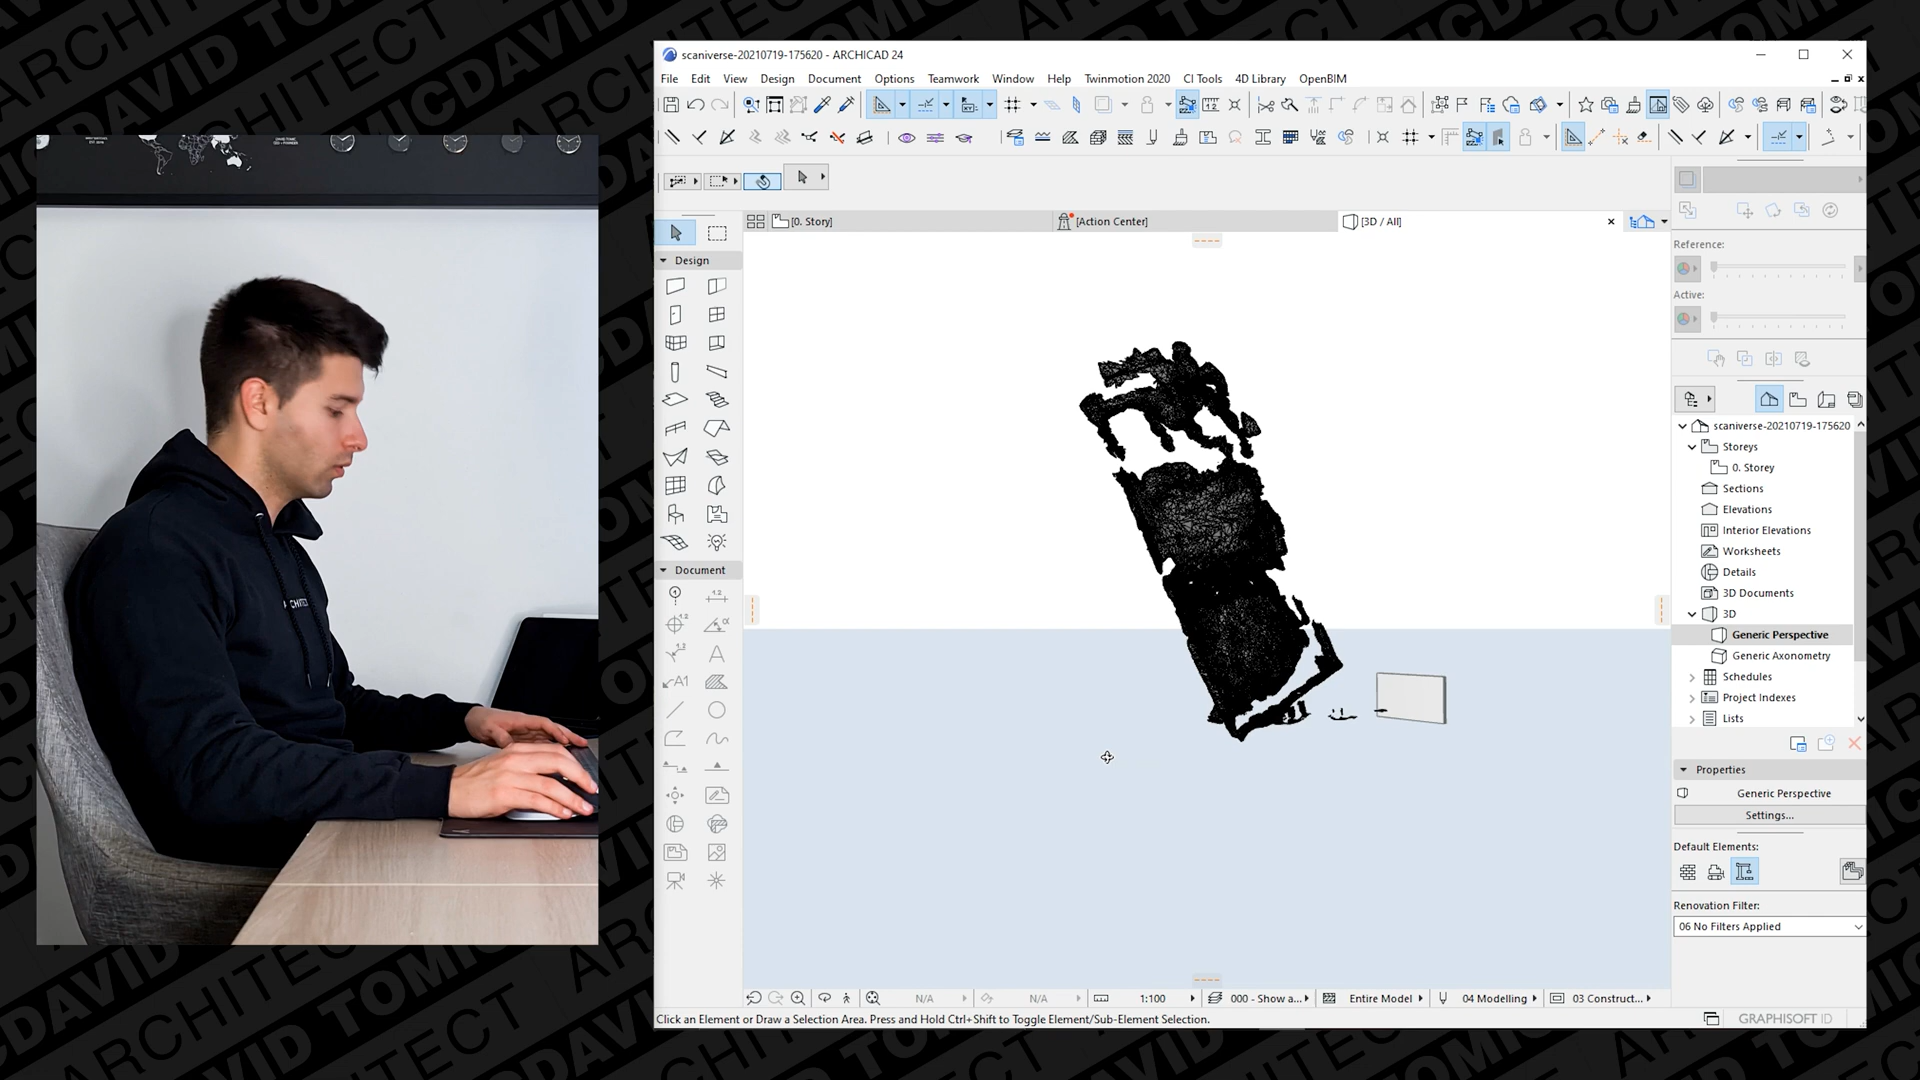 ARCHITECT
DAVID TOMIC
scaniverse-20210719-175620 - ARCHICAD 24
File Edit View Design Document Options Teamwork Window Help Twinmotion 2020 CI Tools 4D Library OpenBIM
[0. Story]
[Action Center]
[3D / All]
Design
Document
A1
A
Reference:
Active:
scaniverse-20210719-175620
Storeys
0. Storey
Sections
Elevations
Interior Elevations
Worksheets
Details
3D Documents
3D
Generic Perspective
Generic Axonometry
Schedules
Project Indexes
Lists
Properties
Generic Perspective
Settings...
Default Elements:
Renovation Filter:
06 No Filters Applied
N/A N/A 1:100 000 - Show a... Entire Model 04 Modelling 03 Construct...
Click an Element or Draw a Selection Area. Press and Hold Ctrl+Shift to Toggle Element/Sub-Element Selection.
GRAPHISOFT ID